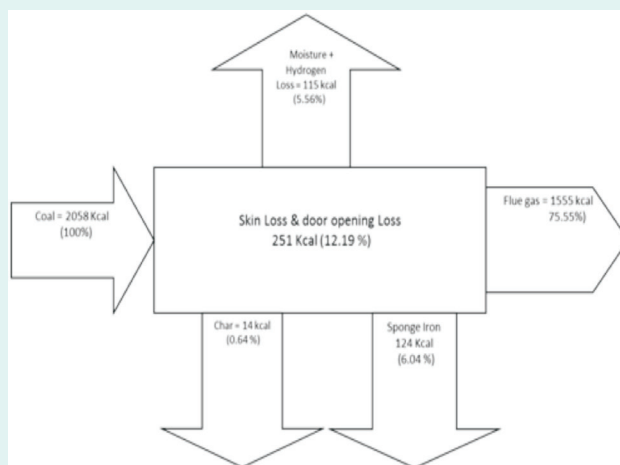 Moisture +
Hydrogen
Loss = 115 kcal
(5.56%)
Coal = 2058 Kcal
(100%)
Skin Loss & door opening Loss
251 Kcal (12.19 %)
Flue gas = 1555 kcal
75.55%)
Char = 14 kcal
(0.64 %)
Sponge Iron
124 Kcal
(6.04 %)